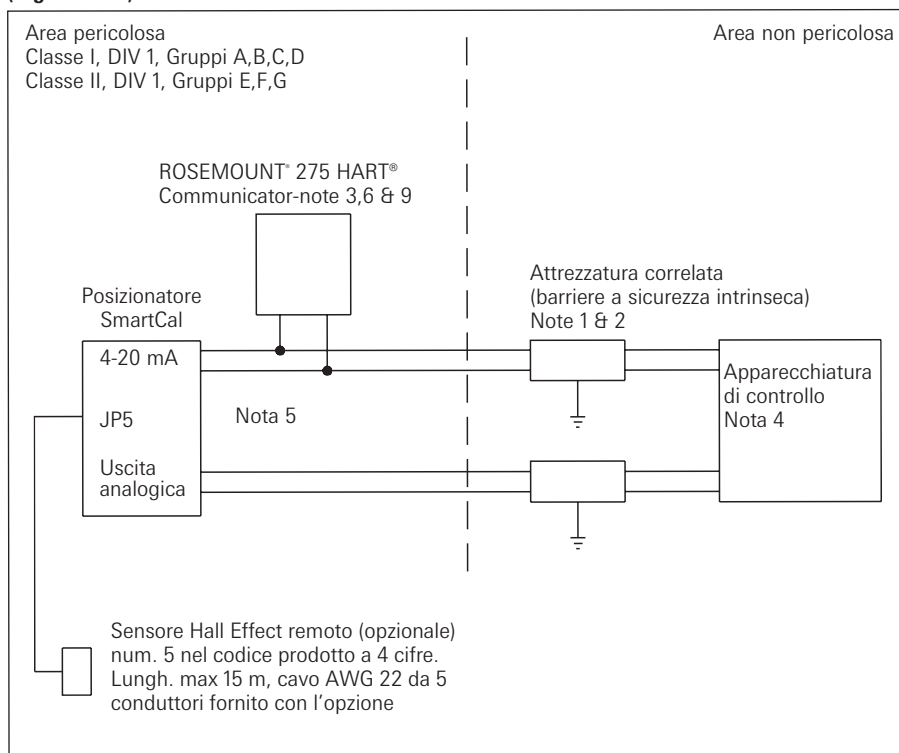 Area pericolosa
Classe I, DIV 1, Gruppi A,B,C,D
Classe II, DIV 1, Gruppi E,F,G
Area non pericolosa
ROSEMOUNT® 275 HART®
Communicator-note 3,6 & 9
Attrezzatura correlata
(barriere a sicurezza intrinseca)
Note 1 & 2
Posizionatore
SmartCal
4-20 mA
JP5
Uscita
analogica
Nota 5
Apparecchiatura
di controllo
Nota 4
Sensore Hall Effect remoto (opzionale)
num. 5 nel codice prodotto a 4 cifre.
Lungh. max 15 m, cavo AWG 22 da 5
conduttori fornito con l'opzione